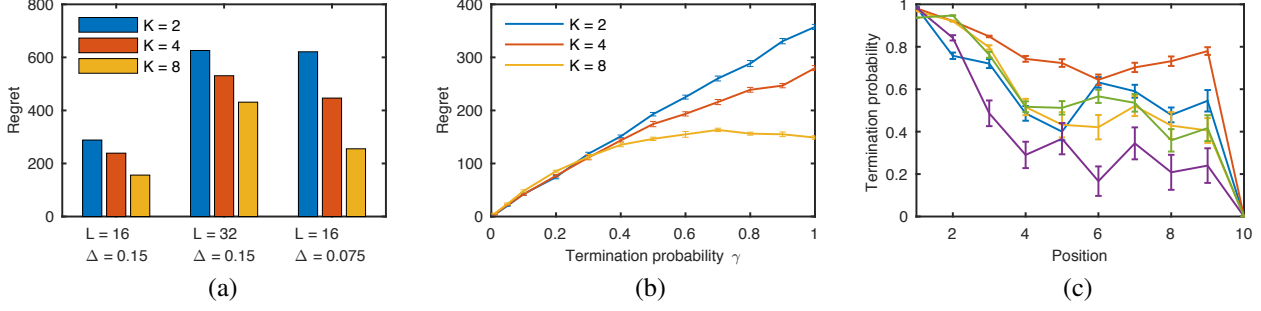 800
600
400
200
0
Regret
K = 2
K = 4
K = 8
L = 16
Δ = 0.15
L = 32
Δ = 0.15
L = 16
Δ = 0.075
(a)
400
300
200
100
0
Regret
K = 2
K = 4
K = 8
0 0.2 0.4 0.6 0.8 1
Termination probability γ
(b)
1
0.8
0.6
0.4
0.2
0
Termination probability
2 4 6 8 10
Position
(c)